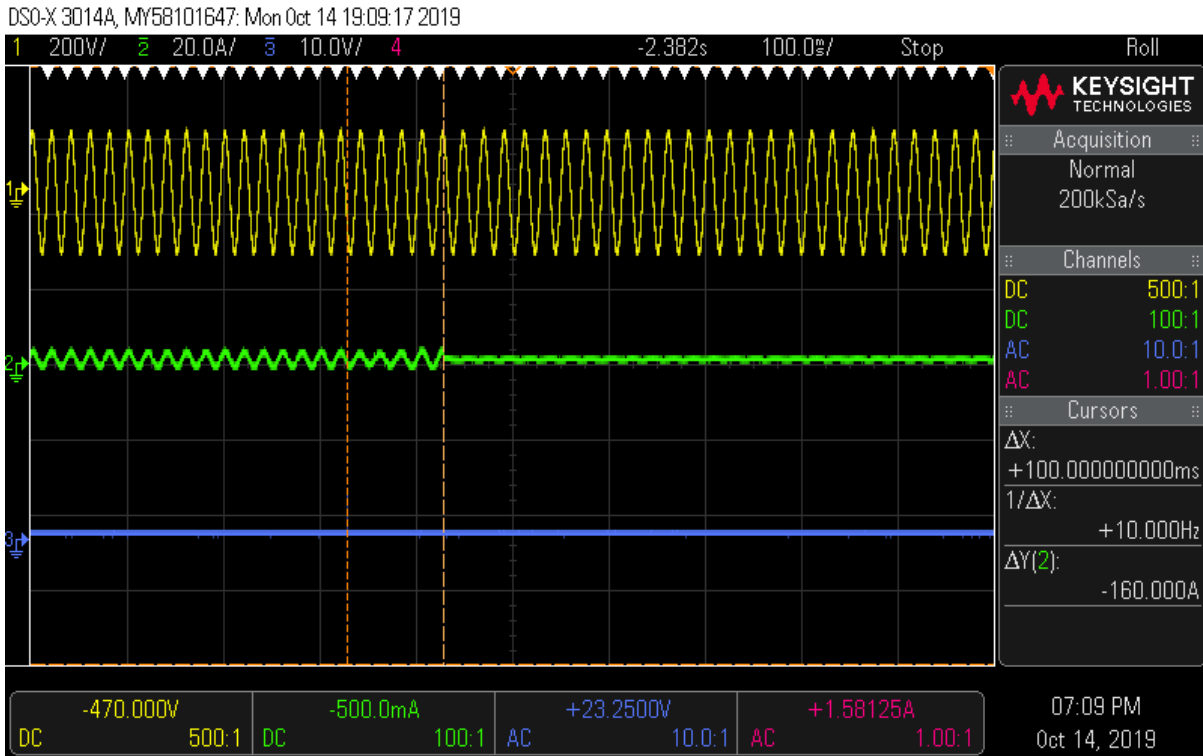 DSO-X 3014A, MY58101647: Mon Oct 14 19:09:17 2019
1 200V/ 2 20.0A/ 3 10.0V/ 4 -2.382s 100.0ms/ Stop Roll
KEYSIGHT
TECHNOLOGIES
Acquisition
Normal
200kSa/s
Channels
DC 500:1
DC 100:1
AC 10.0:1
AC 1.00:1
Cursors
ΔX:
+100.000000000ms
1/ΔX:
+10.000Hz
ΔY(2):
-160.000A
1
2
3
-470.000V -500.0mA +23.2500V +1.58125A
DC 500:1 DC 100:1 AC 10.0:1 AC 1.00:1
07:09 PM
Oct 14, 2019